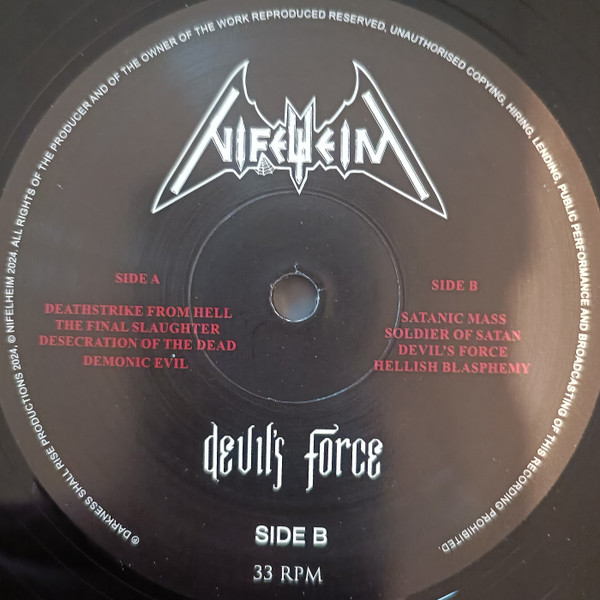 ℗ DARKNESS SHALL RISE PRODUCTIONS 2024. © NIFELHEIM 2024. ALL RIGHTS OF THE PRODUCER AND OF THE OWNER OF THE WORK REPRODUCED RESERVED, UNAUTHORISED COPYING, HIRING, LENDING, PUBLIC PERFORMANCE AND BROADCASTING OF THIS RECORDING PROHIBITED.
NIFELHEIM
SIDE A
DEATHSTRIKE FROM HELL
THE FINAL SLAUGHTER
DESECRATION OF THE DEAD
DEMONIC EVIL
SIDE B
SATANIC MASS
SOLDIER OF SATAN
DEVIL'S FORCE
HELLISH BLASPHEMY
devil's force
SIDE B
33 RPM